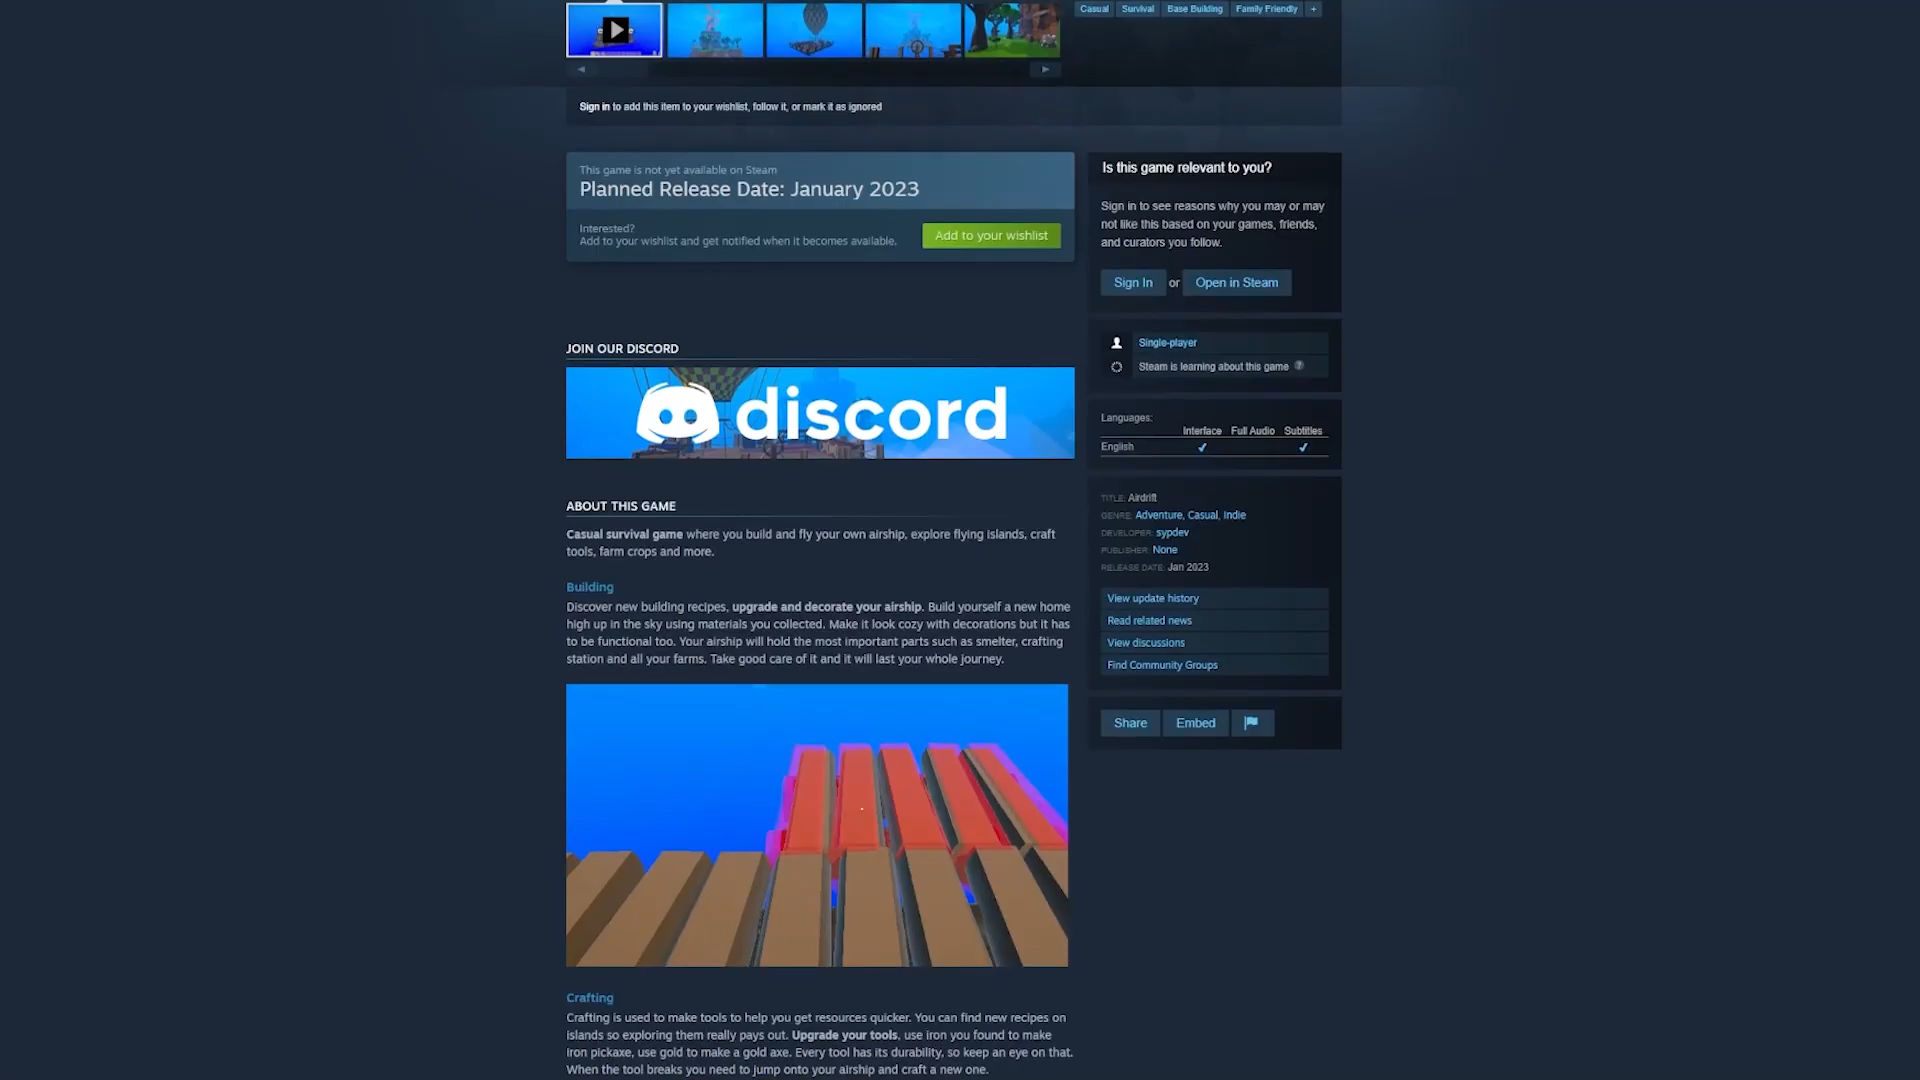 Casual Survival Base Building Family Friendly +
Sign in to add this item to your wishlist, follow it, or mark it as ignored
This game is not yet available on Steam
Planned Release Date: January 2023
Interested?
Add to your wishlist and get notified when it becomes available.
Add to your wishlist
Is this game relevant to you?
Sign in to see reasons why you may or may
not like this based on your games, friends,
and curators you follow.
Sign In or Open in Steam
Single-player
Steam is learning about this game ?
Languages:
Interface Full Audio Subtitles
English ✔ ✔
TITLE: Airdrift
GENRE: Adventure, Casual, Indie
DEVELOPER: sypdev
PUBLISHER: None
RELEASE DATE: Jan 2023
View update history
Read related news
View discussions
Find Community Groups
Share Embed
JOIN OUR DISCORD
discord
ABOUT THIS GAME
Casual survival game where you build and fly your own airship, explore flying islands, craft
tools, farm crops and more.
Building
Discover new building recipes, upgrade and decorate your airship. Build yourself a new home
high up in the sky using materials you collected. Make it look cozy with decorations but it has
to be functional too. Your airship will hold the most important parts such as smelter, crafting
station and all your farms. Take good care of it and it will last your whole journey.
Crafting
Crafting is used to make tools to help you get resources quicker. You can find new recipes on
islands so exploring them really pays out. Upgrade your tools, use iron you found to make
iron pickaxe, use gold to make a gold axe. Every tool has its durability, so keep an eye on that.
When the tool breaks you need to jump onto your airship and craft a new one.